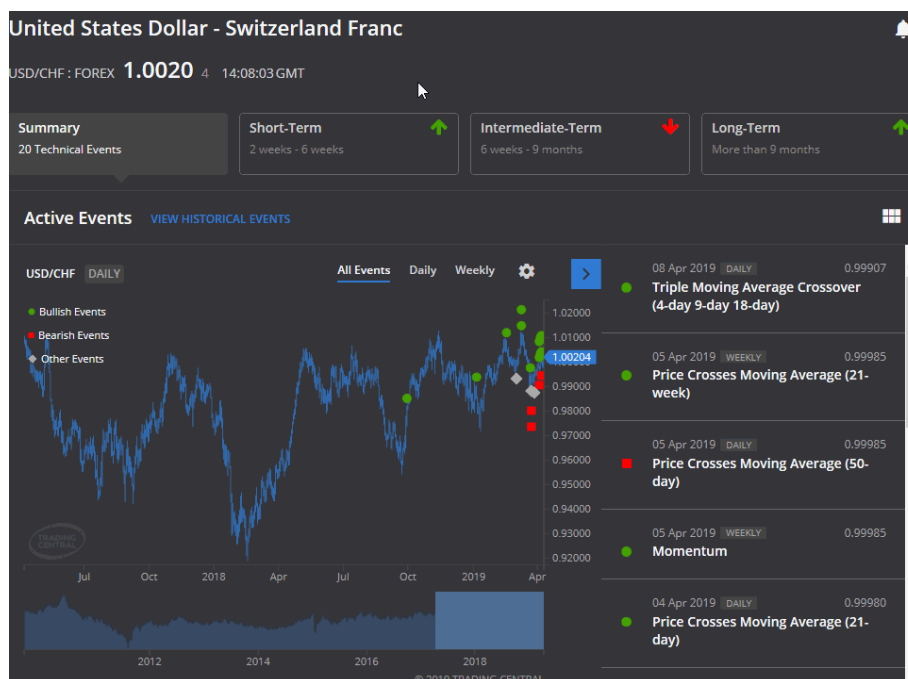 United States Dollar - Switzerland Franc
USD/CHF : FOREX 1.0020 4 14:08:03 GMT
Summary
20 Technical Events
Short-Term
2 weeks - 6 weeks
Intermediate-Term
6 weeks - 9 months
Long-Term
More than 9 months
Active Events VIEW HISTORICAL EVENTS
USD/CHF DAILY
All Events Daily Weekly
Bullish Events
Bearish Events
Other Events
1.02000
1.01000
1.00204
0.99000
0.98000
0.97000
0.96000
0.95000
0.94000
0.93000
0.92000
TRADING
CENTRAL
Jul Oct 2018 Apr Jul Oct 2019 Apr
2012 2014 2016 2018
© 2019 TRADING CENTRAL
08 Apr 2019 DAILY 0.99907
Triple Moving Average Crossover
(4-day 9-day 18-day)
05 Apr 2019 WEEKLY 0.99985
Price Crosses Moving Average (21-
week)
05 Apr 2019 DAILY 0.99985
Price Crosses Moving Average (50-
day)
05 Apr 2019 WEEKLY 0.99985
Momentum
04 Apr 2019 DAILY 0.99980
Price Crosses Moving Average (21-
day)